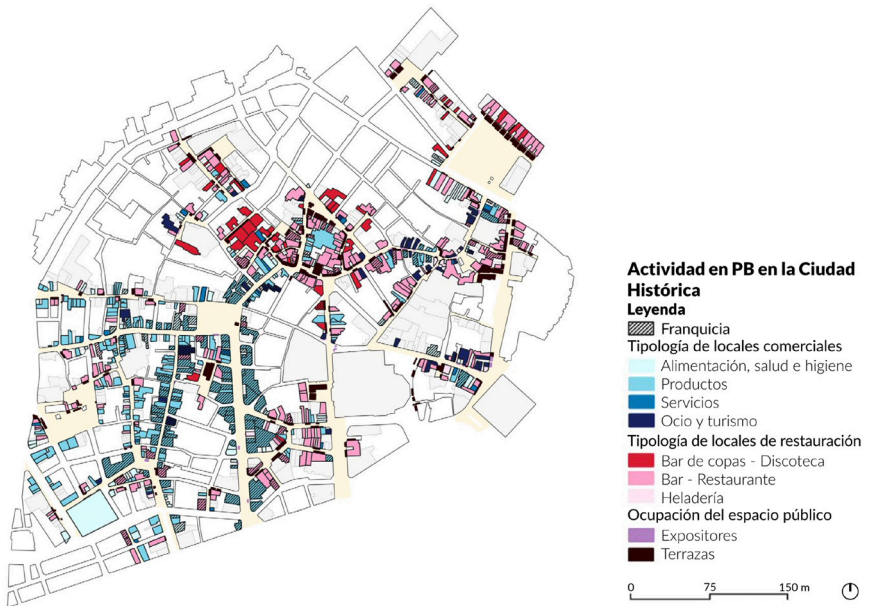 Actividad en PB en la Ciudad
Histórica
Leyenda
Franquicia
Tipología de locales comerciales
Alimentación, salud e higiene
Productos
Servicios
Ocio y turismo
Tipología de locales de restauración
Bar de copas - Discoteca
Bar - Restaurante
Heladería
Ocupación del espacio público
Expositores
Terrazas
0 75 150 m